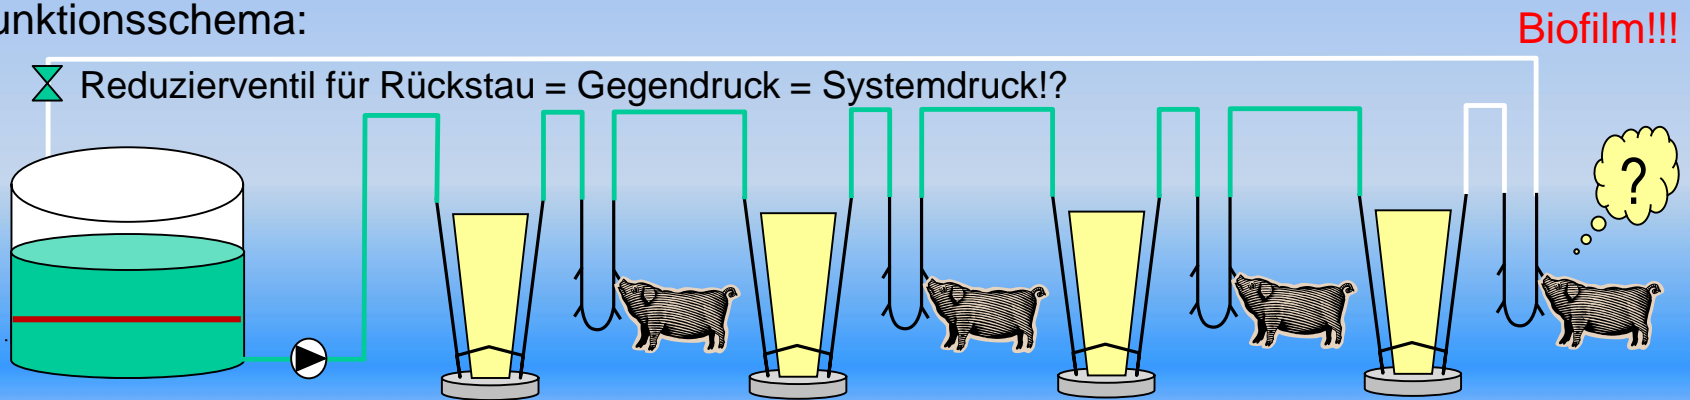 unktionsschema:
Biofilm!!!
Reduzierventil für Rückstau = Gegendruck = Systemdruck!?
?